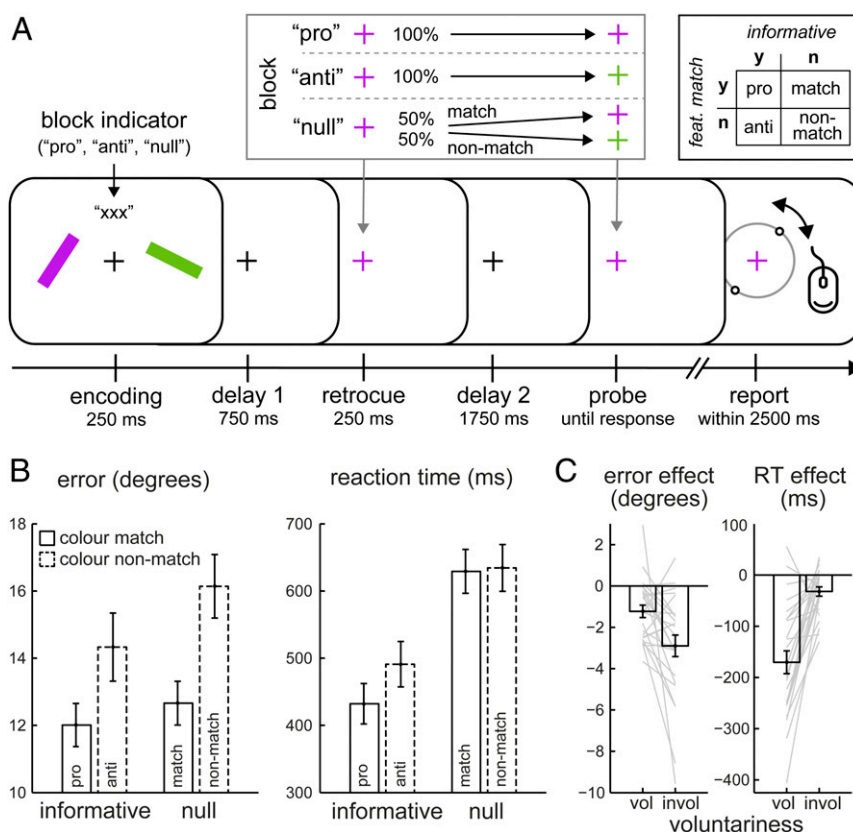 A
block
“pro” 100%
“anti” 100%
“null” 50% match
50% non-match
informative
y n
feat. match
y pro match
n anti non-match
block indicator
(“pro”, “anti”, “null”)
“xxx”
encoding delay 1 retrocue delay 2 probe report
250 ms 750 ms 250 ms 1750 ms until response within 2500 ms
B
error (degrees)
colour match
colour non-match
18
16
14
12
10
pro anti match non-match
informative null
reaction time (ms)
700
600
500
400
300
pro anti match non-match
informative null
C
error effect
(degrees)
2
0
−2
−4
−6
−8
−10
vol invol
RT effect
(ms)
100
0
−100
−200
−300
−400
vol invol
voluntariness